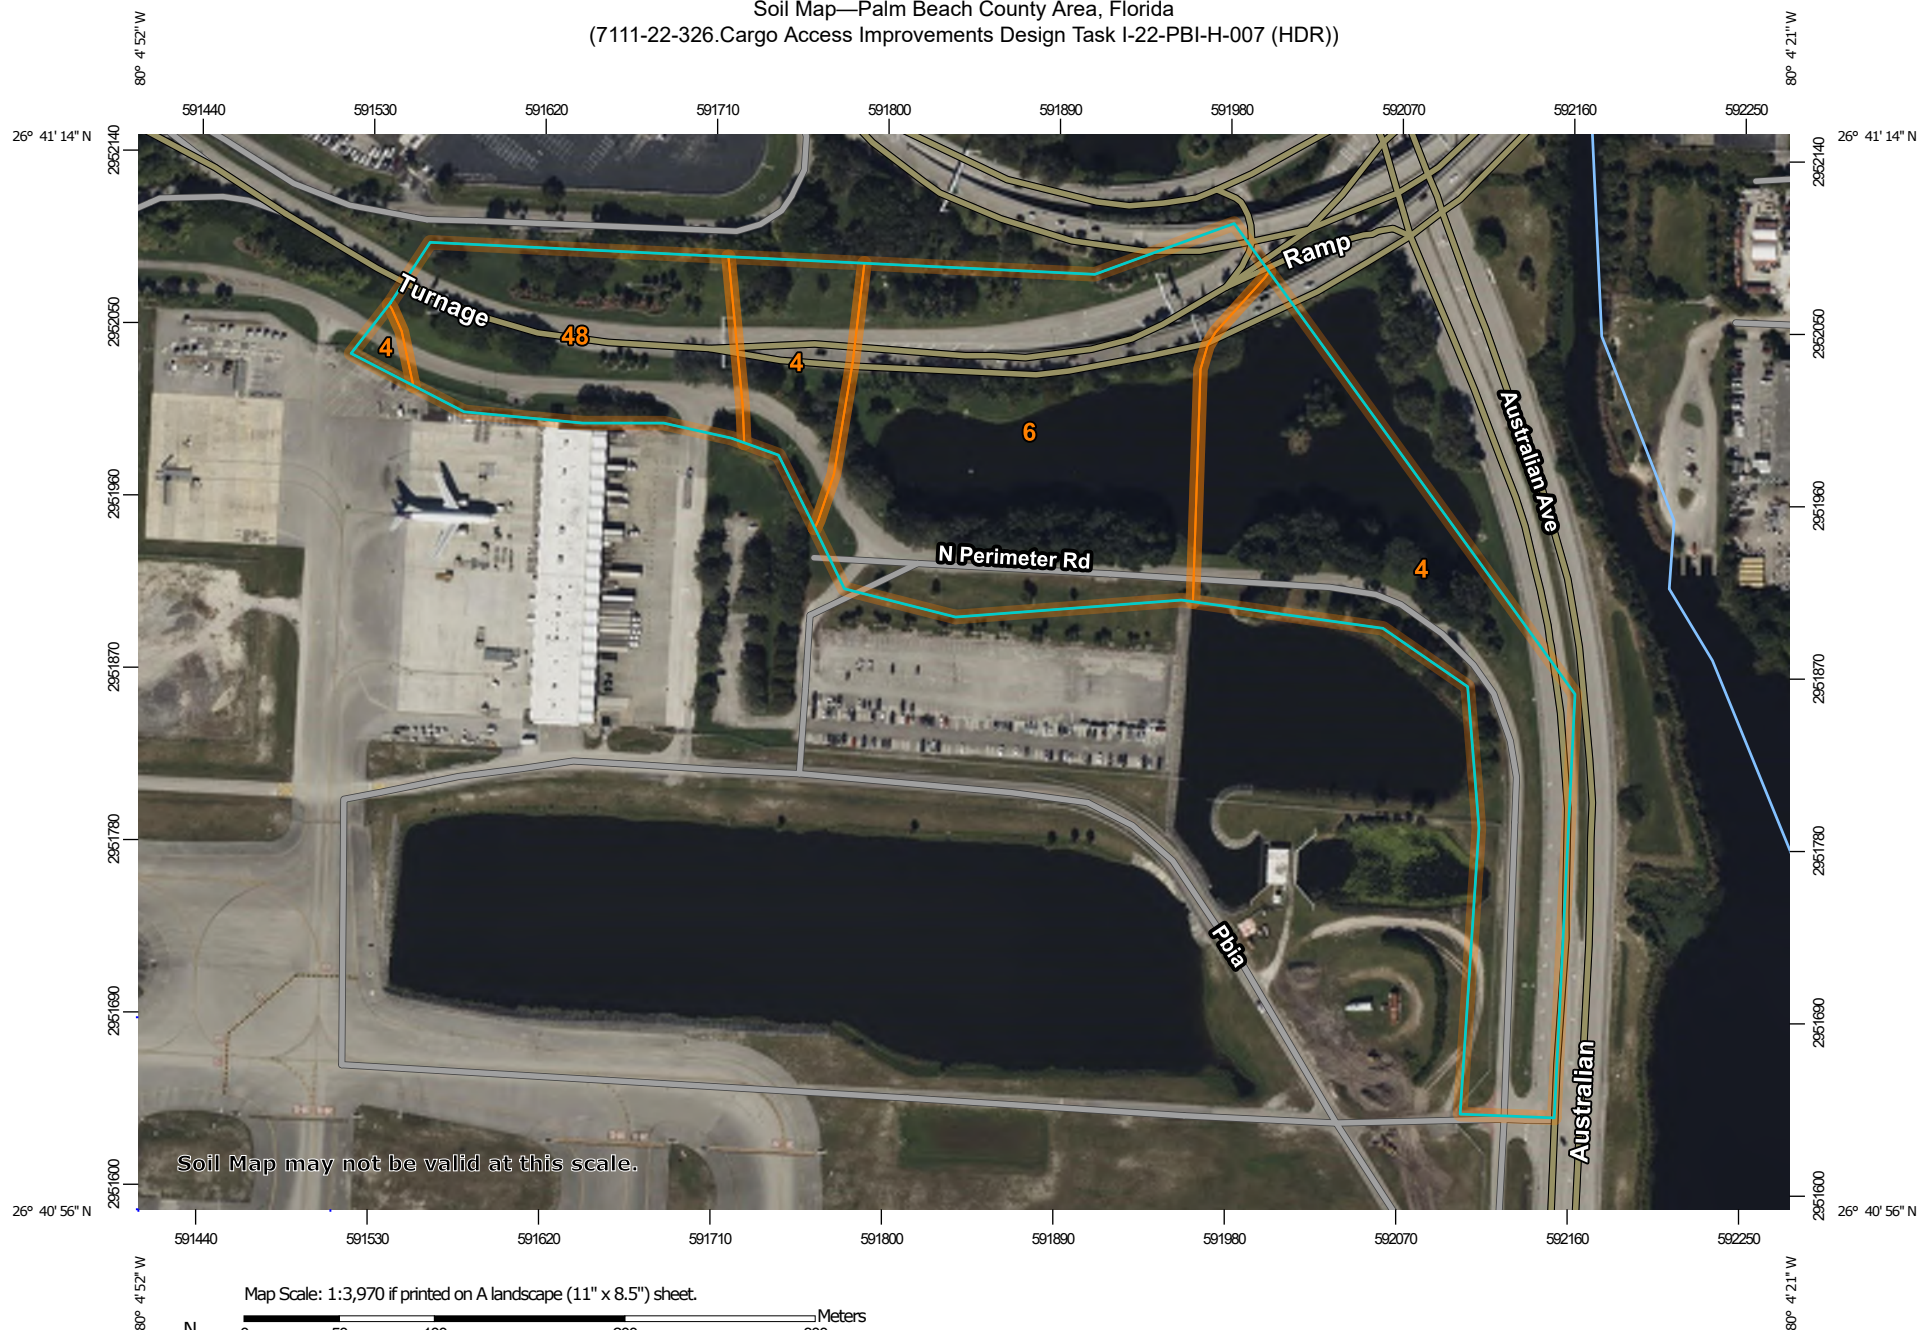 Soil Map—Palm Beach County Area, Florida
(7111-22-326.Cargo Access Improvements Design Task I-22-PBI-H-007 (HDR))
80° 4' 52" W
80° 4' 21" W
591440 591530 591620 591710 591800 591890 591980 592070 592160 592250
26° 41' 14" N
26° 41' 14" N
2952140
2952140
Ramp
Turnage
2952050
2952050
48
4
4
Australian Ave
6
2951960
2951960
N Perimeter Rd
4
2951870
2951870
2951780
2951780
Pbia
2951690
2951690
Australian
Soil Map may not be valid at this scale.
2951600
2951600
26° 40' 56" N
26° 40' 56" N
591440 591530 591620 591710 591800 591890 591980 592070 592160 592250
80° 4' 52" W
80° 4' 21" W
Map Scale: 1:3,970 if printed on A landscape (11" x 8.5") sheet.
Meters
N